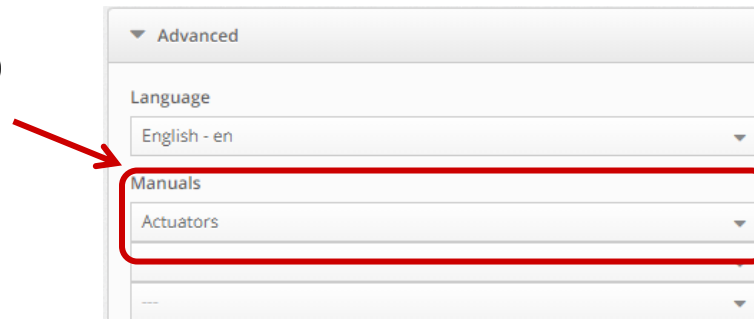 )
Advanced
Language
English - en
Manuals
Actuators
---